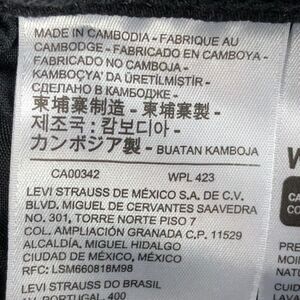 MADE IN CAMBODIA - FABRIQUE AU
CAMBODGE - FABRICADO EN CAMBOYA -
FABRICADO NO CAMBOJA -
KAMBOÇYA' DA ÜRETİLMİŞTİR -
СДЕЛАНО В КАМБОДЖЕ -
柬埔寨制造 - 柬埔寨製 -
제조국 : 캄보디아 -
カンボジア製 - BUATAN KAMBOJA
CA00342 WPL 423
LEVI STRAUSS DE MÉXICO S.A. DE C.V.
BLVD. MIGUEL DE CERVANTES SAAVEDRA
NO. 301, TORRE NORTE PISO 7
COL. AMPLIACIÓN GRANADA C.P. 11529
ALCALDÍA, MIGUEL HIDALGO
CIUDAD DE MÉXICO, MÉXICO
RFC: LSM660818M98
LEVI STRAUSS DO BRASIL